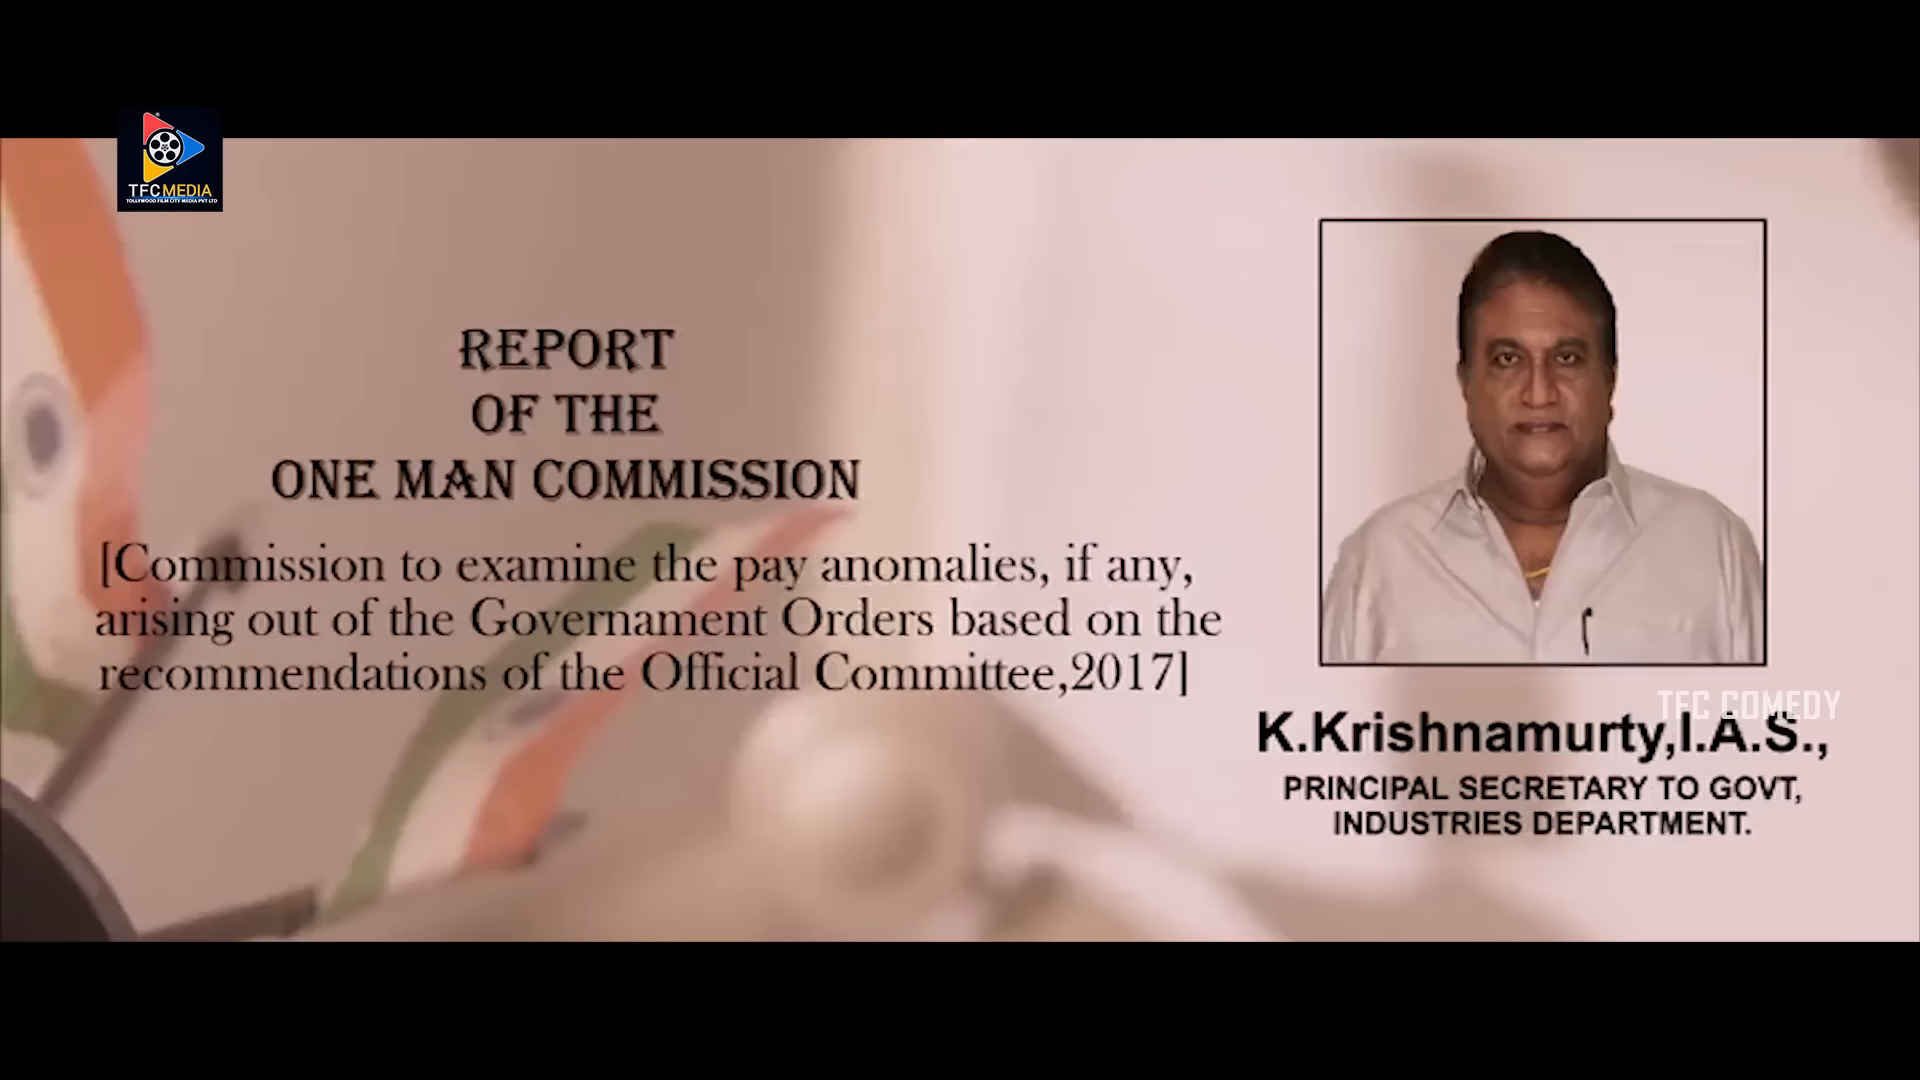 TFC MEDIA
TOLLYWOOD FILM CITY MEDIA PVT LTD
REPORT
OF THE
ONE MAN COMMISSION
[Commission to examine the pay anomalies, if any,
arising out of the Governament Orders based on the
recommendations of the Official Committee,2017]
TFC COMEDY
K.Krishnamurty,I.A.S.,
PRINCIPAL SECRETARY TO GOVT,
INDUSTRIES DEPARTMENT.